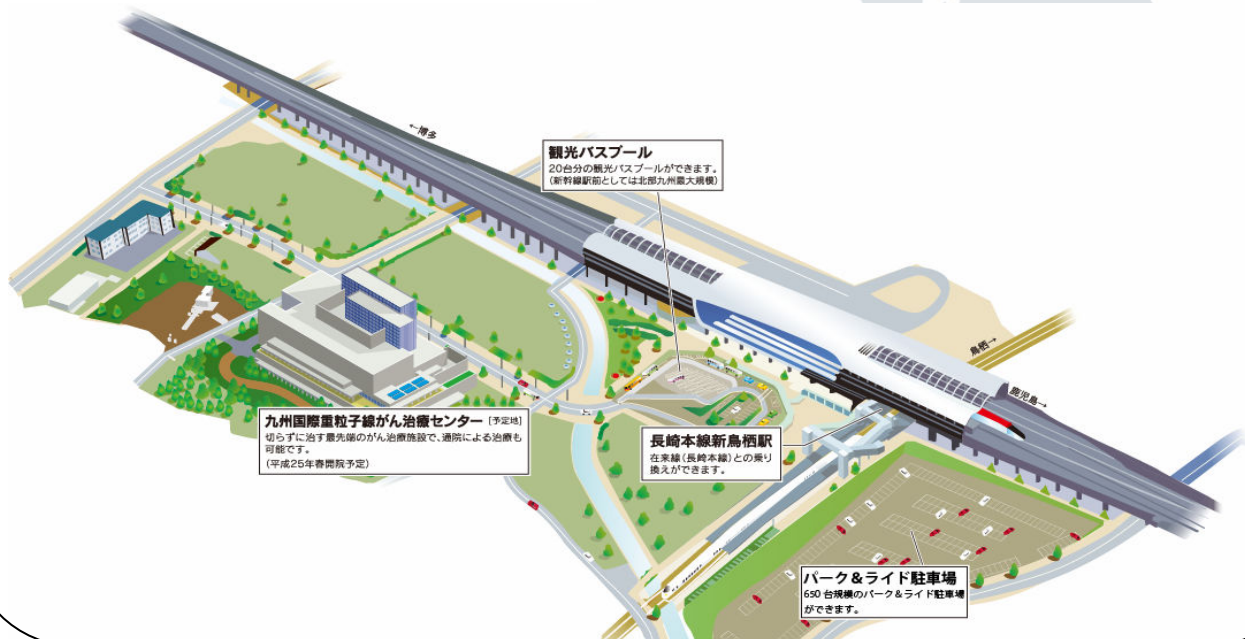 ←博多
観光バスプール
20台分の観光バスプールができます。
(新幹線駅前としては北部九州最大規模)
鳥栖→
鹿児島→
九州国際重粒子線がん治療センター [予定地]
切らずに治す最先端のがん治療施設で、通院による治療も
可能です。
(平成25年春開院予定)
長崎本線新鳥栖駅
在来線(長崎本線)との乗り
換えができます。
パーク&ライド駐車場
650台規模のパーク&ライド駐車場
ができます。